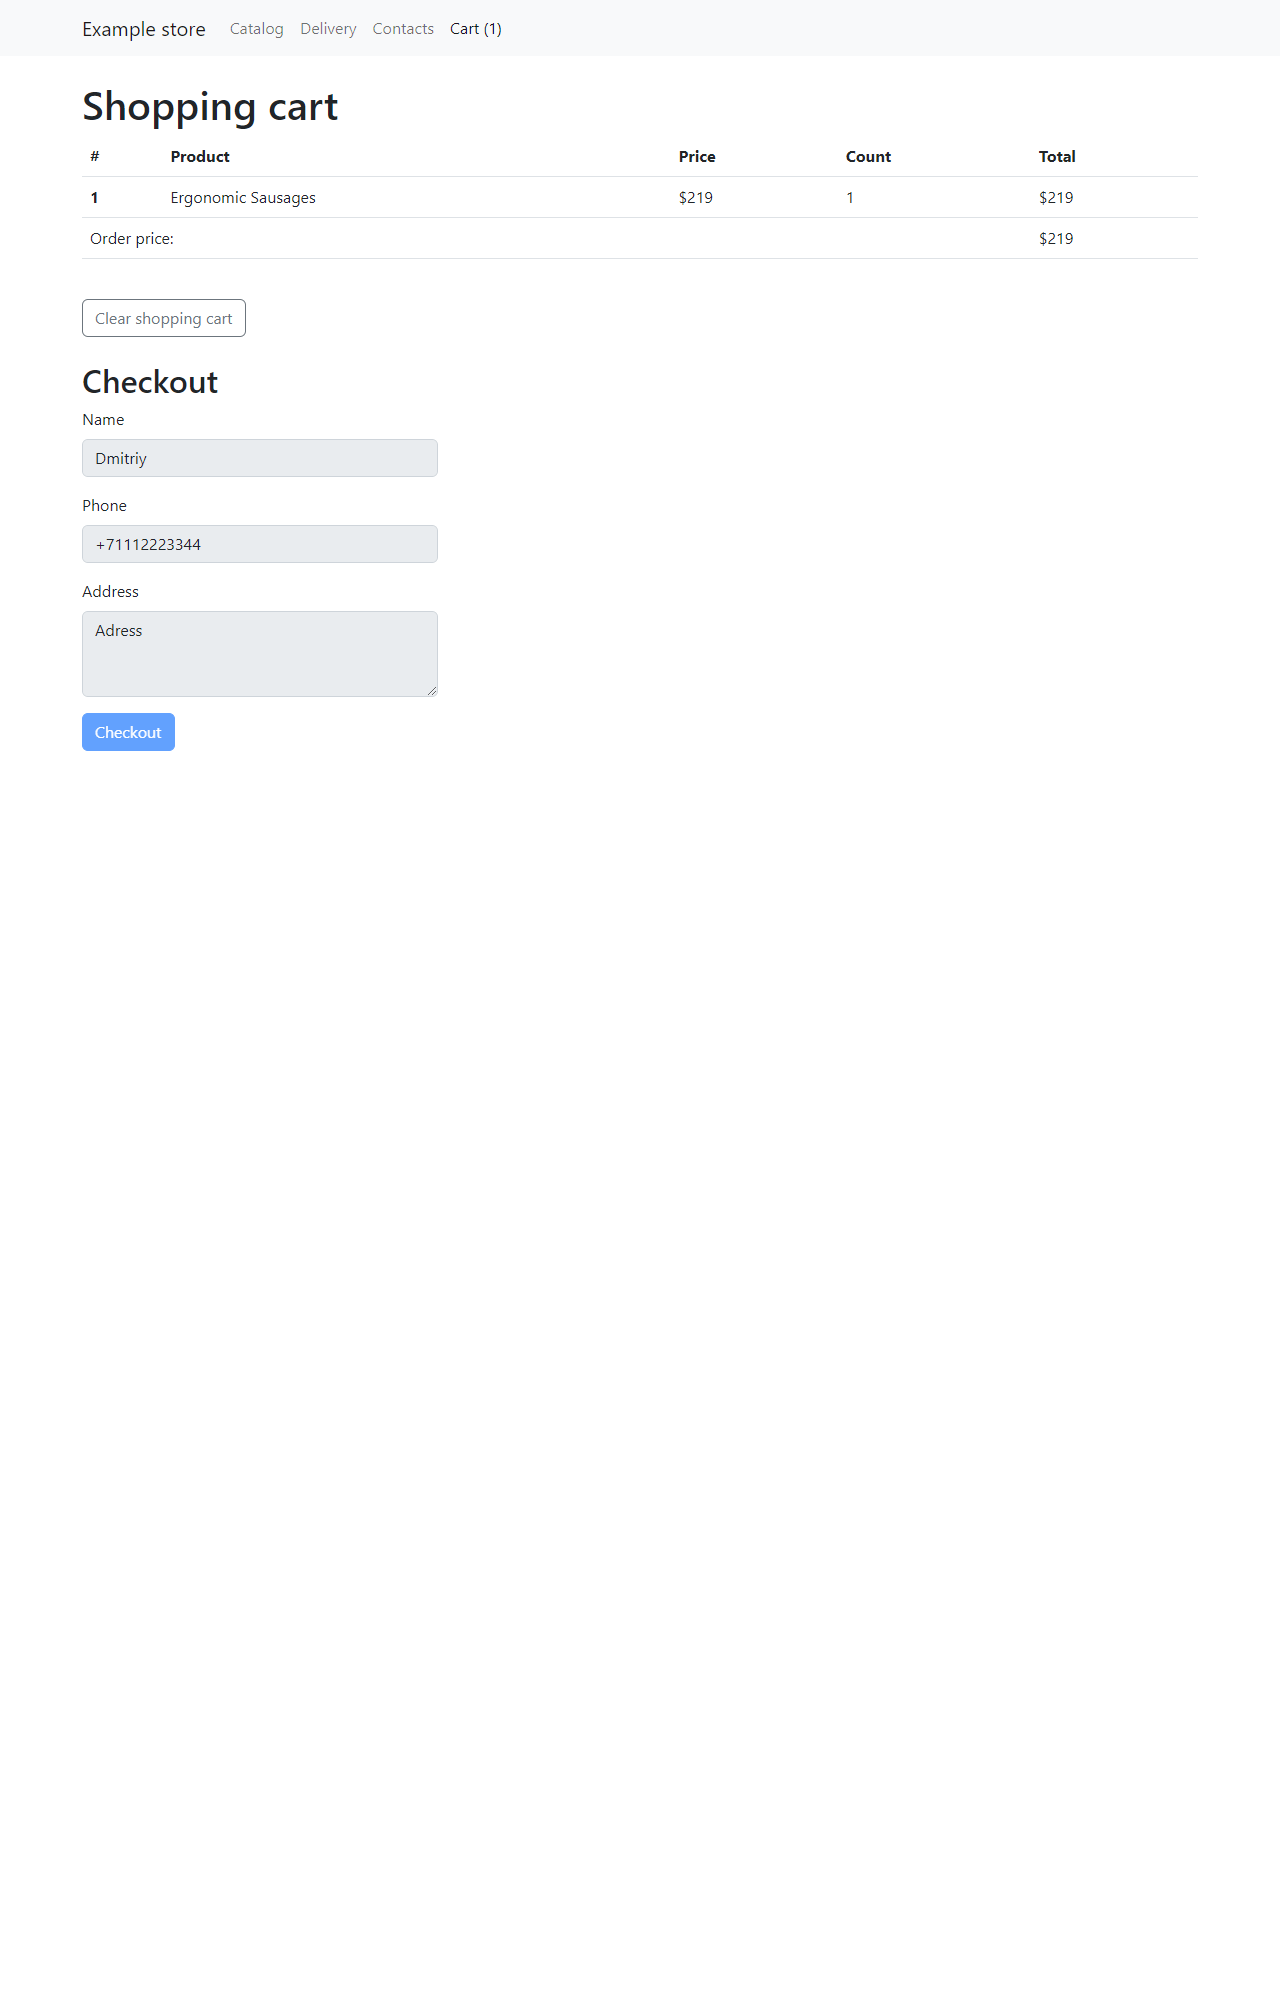 Example store Catalog Delivery Contacts Cart (1)
Shopping cart
# Product Price Count Total
1 Ergonomic Sausages $219 1 $219
Order price: $219
Clear shopping cart
Checkout
Name
Dmitriy
Phone
+71112223344
Address
Adress
Checkout